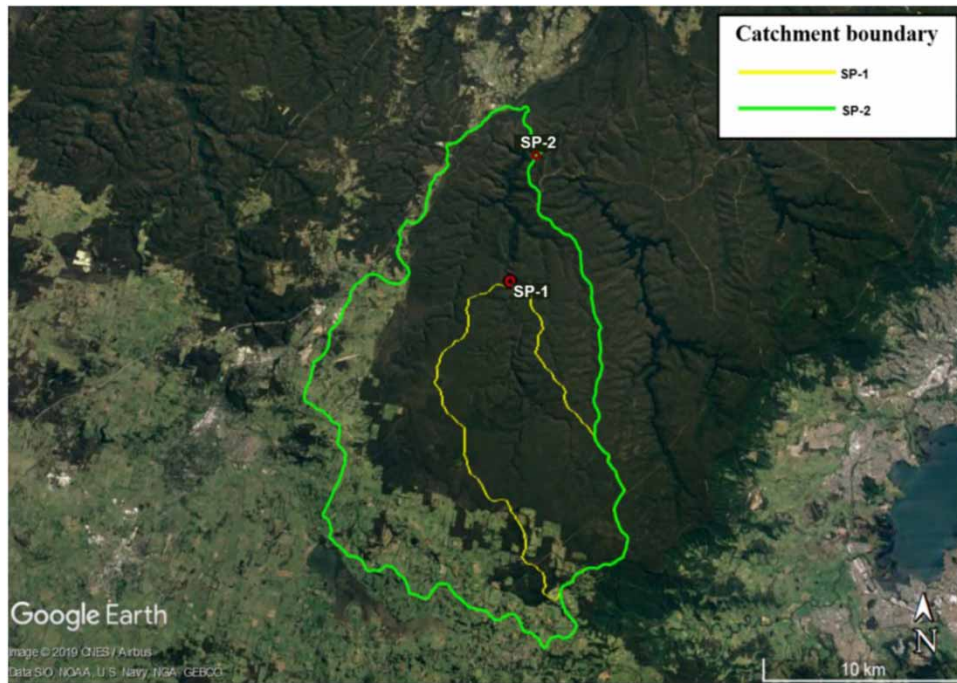 Catchment boundary
SP-1
SP-2
SP-2
SP-1
Google Earth
Image © 2019 CNES / Airbus
Data SIO, NOAA, U.S. Navy, NGA, GEBCO
N
10 km